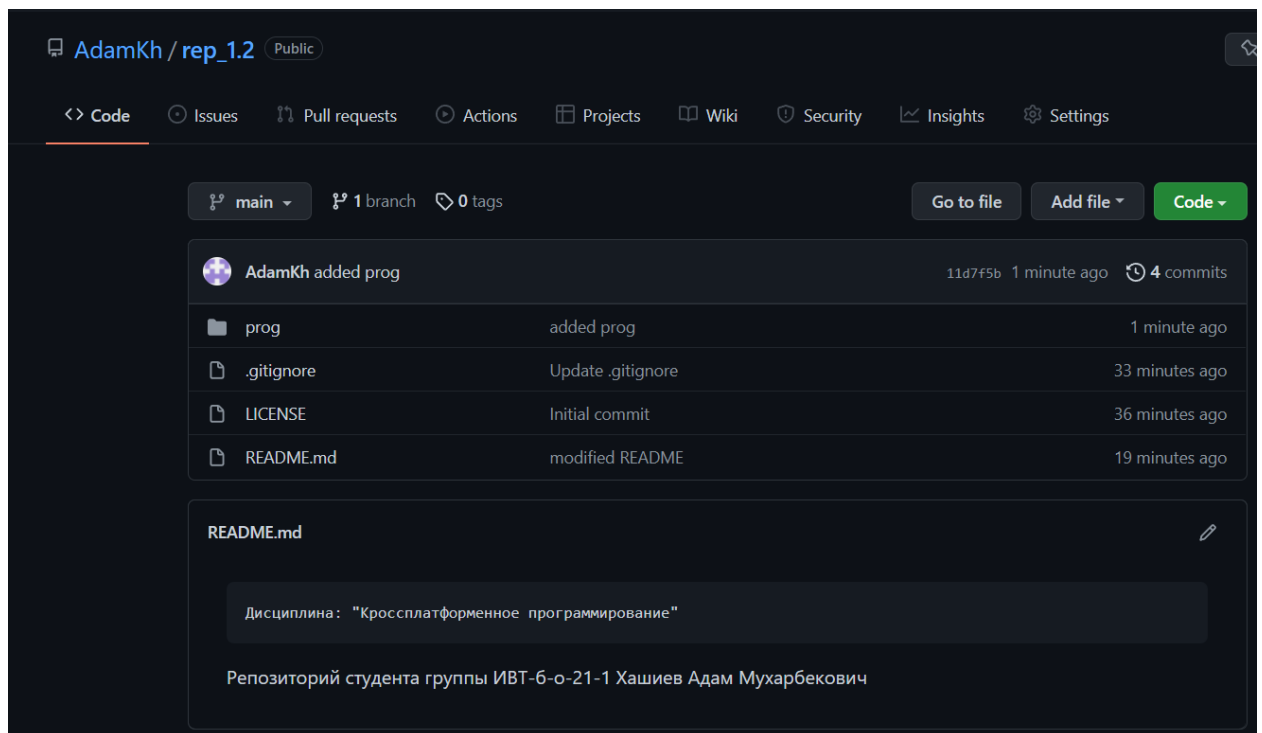 AdamKh / rep_1.2 Public
Code Issues Pull requests Actions Projects Wiki Security Insights Settings
main 1 branch 0 tags Go to file Add file Code
AdamKh added prog 11d7f5b 1 minute ago 4 commits
prog added prog 1 minute ago
.gitignore Update .gitignore 33 minutes ago
LICENSE Initial commit 36 minutes ago
README.md modified README 19 minutes ago
README.md
Дисциплина: "Кроссплатформенное программирование"
Репозиторий студента группы ИВТ-б-о-21-1 Хашиев Адам Мухарбекович